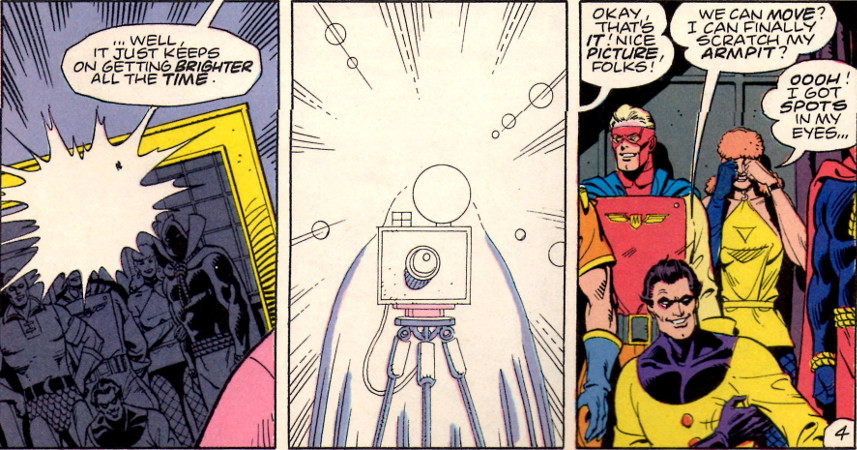 ...WELL,
IT JUST KEEPS
ON GETTING BRIGHTER
ALL THE TIME.
OKAY,
THAT'S
IT! NICE
PICTURE,
FOLKS!
WE CAN MOVE?
I CAN FINALLY
SCRATCH MY
ARMPIT?
OOOH!
I GOT
SPOTS
IN MY
EYES...
4